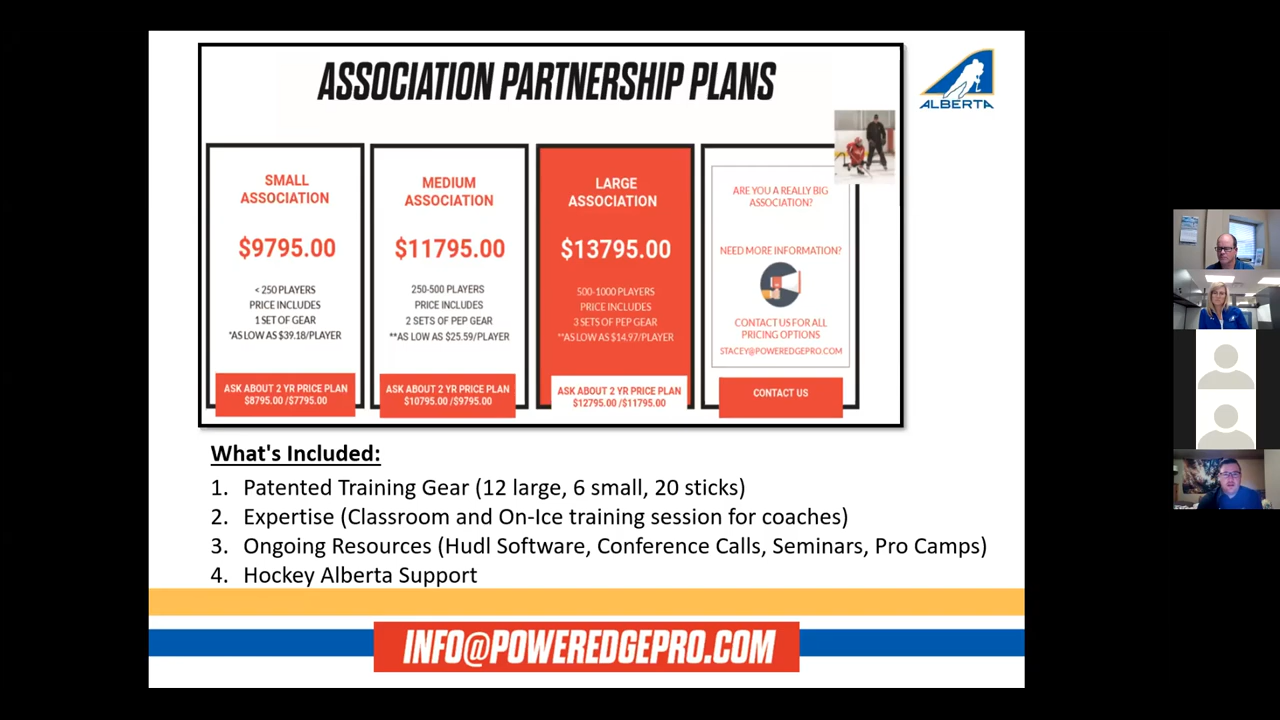 ASSOCIATION PARTNERSHIP PLANS
ALBERTA
SMALL
ASSOCIATION
$9795.00
< 250 PLAYERS
PRICE INCLUDES
1 SET OF GEAR
*AS LOW AS $39.18/PLAYER
ASK ABOUT 2 YR PRICE PLAN
$8795.00 /$7795.00
MEDIUM
ASSOCIATION
$11795.00
250-500 PLAYERS
PRICE INCLUDES
2 SETS OF PEP GEAR
**AS LOW AS $25.59/PLAYER
ASK ABOUT 2 YR PRICE PLAN
$10795.00/$9795.00
LARGE
ASSOCIATION
$13795.00
500-1000 PLAYERS
PRICE INCLUDES
3 SETS OF PEP GEAR
**AS LOW AS $14.97/PLAYER
ASK ABOUT 2 YR PRICE PLAN
$12795.00/$11795.00
ARE YOU A REALLY BIG
ASSOCIATION?
NEED MORE INFORMATION?
CONTACT US FOR ALL
PRICING OPTIONS
STACEY@POWEREDGEPRO.COM
CONTACT US
What's Included:
1. Patented Training Gear (12 large, 6 small, 20 sticks)
2. Expertise (Classroom and On-Ice training session for coaches)
3. Ongoing Resources (Hudl Software, Conference Calls, Seminars, Pro Camps)
4. Hockey Alberta Support
INFO@POWEREDGEPRO.COM